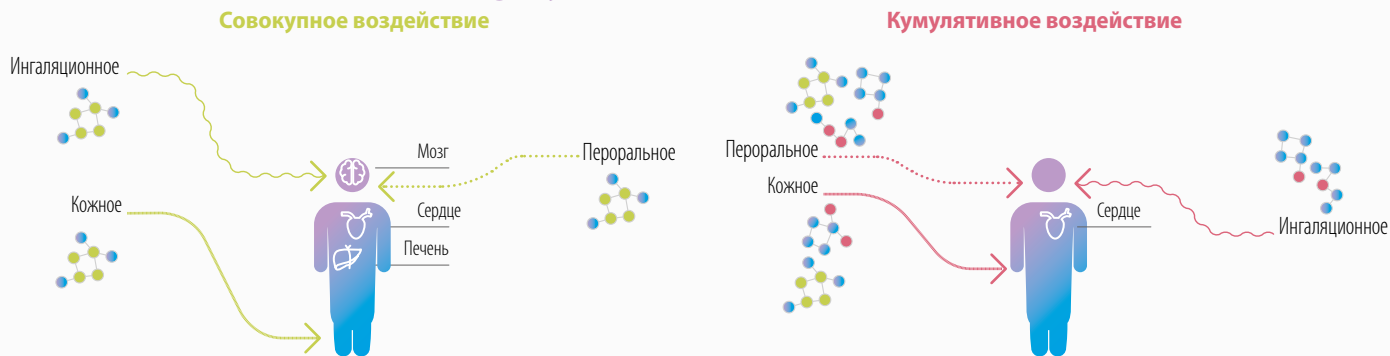 Совокупное воздействие
Ингаляционное
Мозг
Пероральное
Кожное
Сердце
Печень
Кумулятивное воздействие
Пероральное
Кожное
Сердце
Ингаляционное